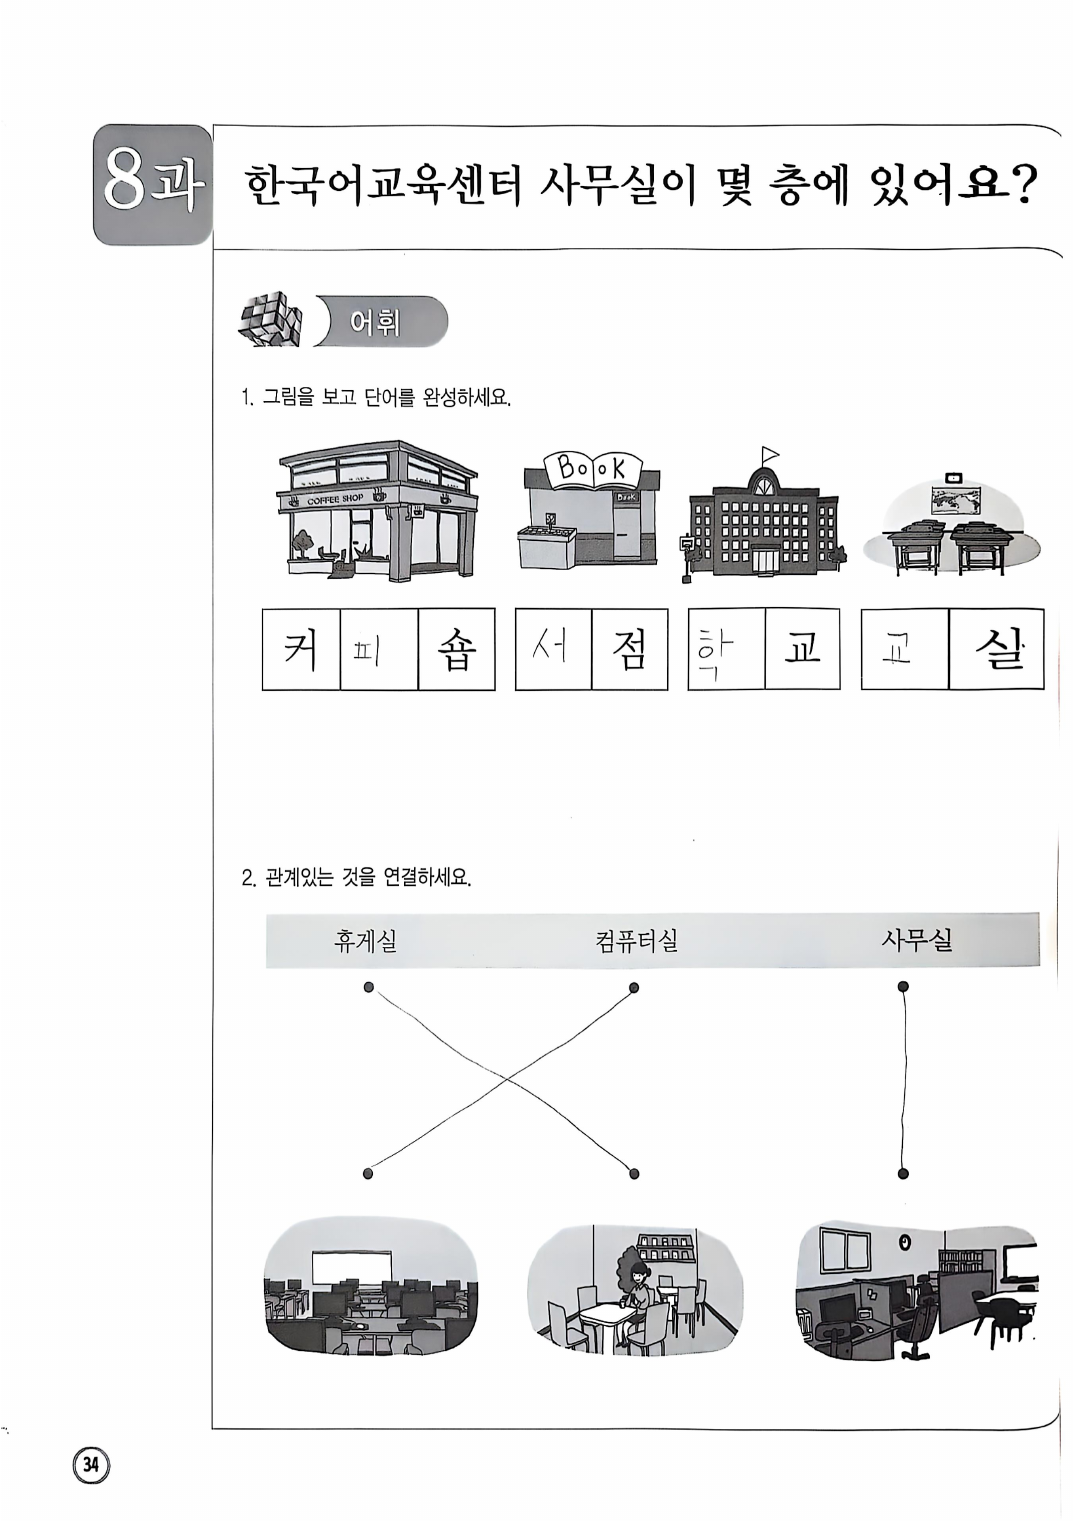 8과
한국어교육센터 사무실이 몇 층에 있어요?
어휘
1. 그림을 보고 단어를 완성하세요.
COFFEE SHOP
BOOK
Book
커 피 숍
서 점
학 교
교 실
2. 관계있는 것을 연결하세요.
휴게실 컴퓨터실 사무실
34